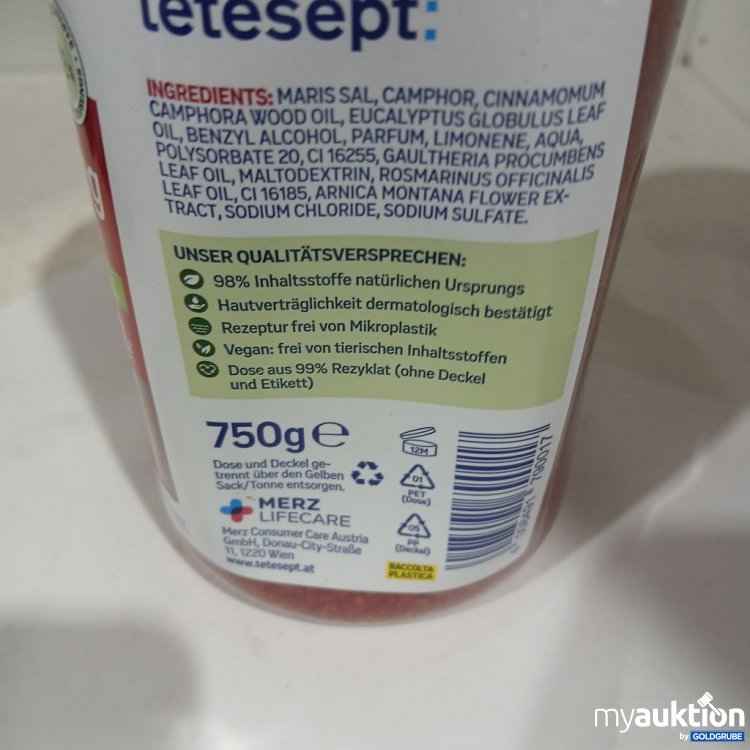 tetesept:
INGREDIENTS: MARIS SAL, CAMPHOR, CINNAMOMUM
CAMPHORA WOOD OIL, EUCALYPTUS GLOBULUS LEAF
OIL, BENZYL ALCOHOL, PARFUM, LIMONENE, AQUA,
POLYSORBATE 20, CI 16255, GAULTHERIA PROCUMBENS
LEAF OIL, MALTODEXTRIN, ROSMARINUS OFFICINALIS
LEAF OIL, CI 16185, ARNICA MONTANA FLOWER EX-
TRACT, SODIUM CHLORIDE, SODIUM SULFATE.
UNSER QUALITÄTSVERSPRECHEN:
98% Inhaltsstoffe natürlichen Ursprungs
Hautverträglichkeit dermatologisch bestätigt
Rezeptur frei von Mikroplastik
Vegan: frei von tierischen Inhaltsstoffen
Dose aus 99% Rezyklat (ohne Deckel
und Etikett)
750g e
12M
Dose und Deckel ge-
trennt über den Gelben
Sack/Tonne entsorgen.
01
PET
(Dose)
MERZ
LIFECARE
05
PP
(Deckel)
Merz Consumer Care Austria
GmbH, Donau-City-Straße
11, 1220 Wien
www.tetesept.at
RACCOLTA
PLASTICA
myauktion
by GOLDGRUBE